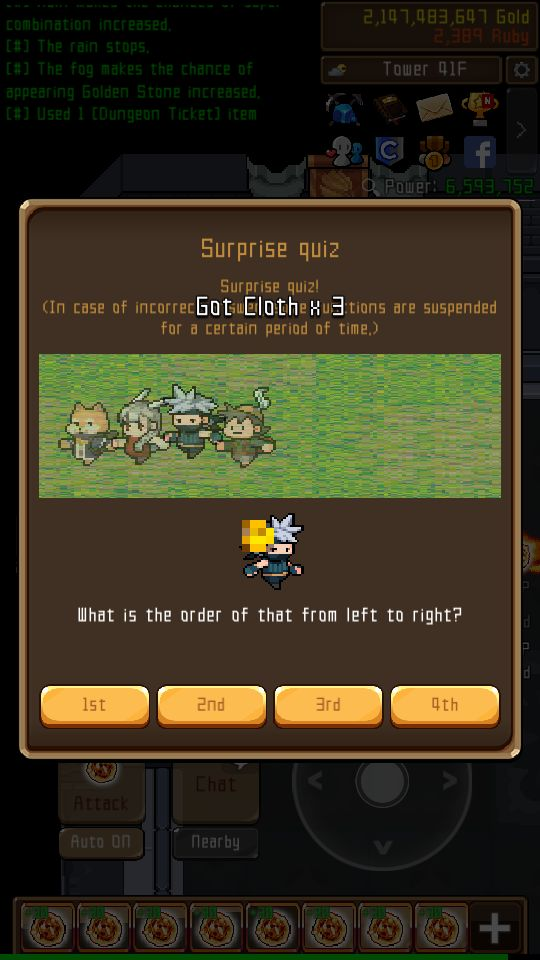 combination increased.
[#] The rain stops.
[#] The fog makes the chance of
appearing Golden Stone increased.
[#] Used 1 [Dungeon Ticket] item
2,147,483,647 Gold
2,389 Ruby
Tower 41F
Power: 6,593,752
Surprise quiz
Surprise quiz!
(In case of incorrec
Got Cloth x 3
tions are suspended
for a certain period of time.)
What is the order of that from left to right?
1st
2nd
3rd
4th
Attack
Chat
Auto ON
Nearby